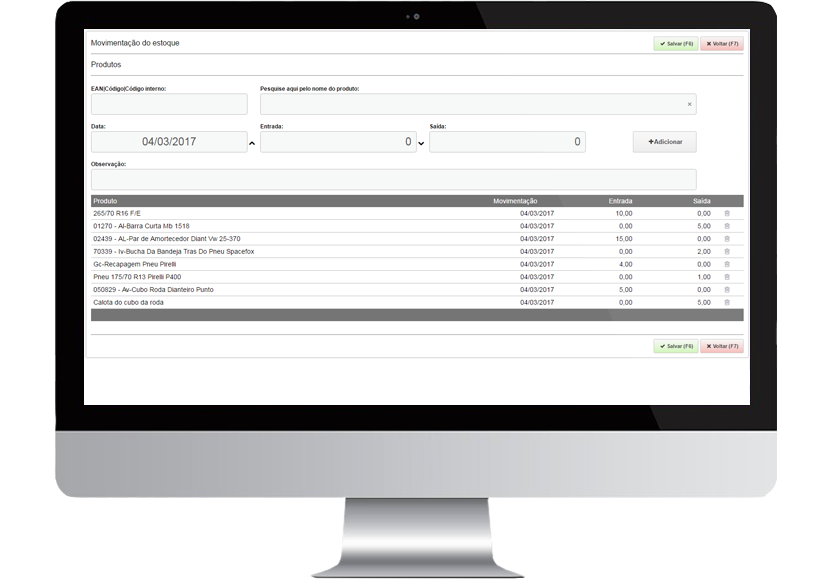 Movimentação do estoque
Salvar (F6)
Voltar (F7)
Produtos
EAN|Código|Código interno:
Pesquise aqui pelo nome do produto:
Data:
Entrada:
Saída:
04/03/2017
0
0
+Adicionar
Observação:
Produto Movimentação Entrada Saída
265/70 R16 F/E 04/03/2017 10,00 0,00
01270 - Al-Barra Curta Mb 1518 04/03/2017 0,00 5,00
02439 - AL-Par de Amortecedor Diant Vw 25-370 04/03/2017 15,00 0,00
70339 - Iv-Bucha Da Bandeja Tras Do Pneu Spacefox 04/03/2017 0,00 2,00
Gc-Recapagem Pneu Pirelli 04/03/2017 4,00 0,00
Pneu 175/70 R13 Pirelli P400 04/03/2017 0,00 1,00
050829 - Av-Cubo Roda Dianteiro Punto 04/03/2017 5,00 0,00
Calota do cubo da roda 04/03/2017 0,00 5,00
Salvar (F6)
Voltar (F7)